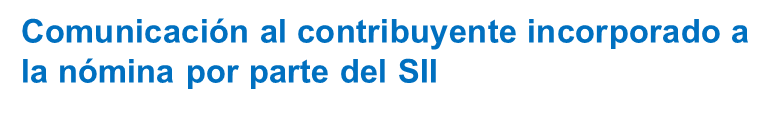 Comunicación al contribuyente incorporado a
la nómina por parte del SII